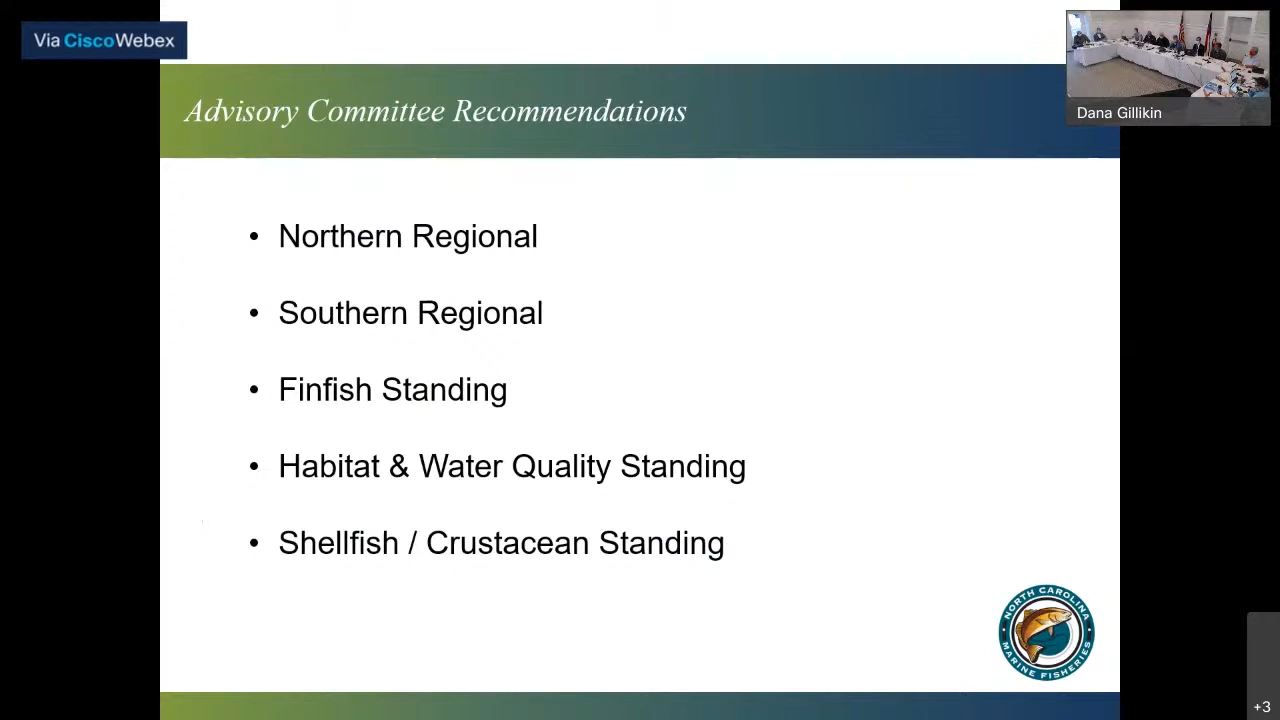 Via CiscoWebex
Advisory Committee Recommendations
Dana Gillikin
• Northern Regional
• Southern Regional
• Finfish Standing
• Habitat & Water Quality Standing
• Shellfish / Crustacean Standing
NORTH CAROLINA
MARINE FISHERIES
+3